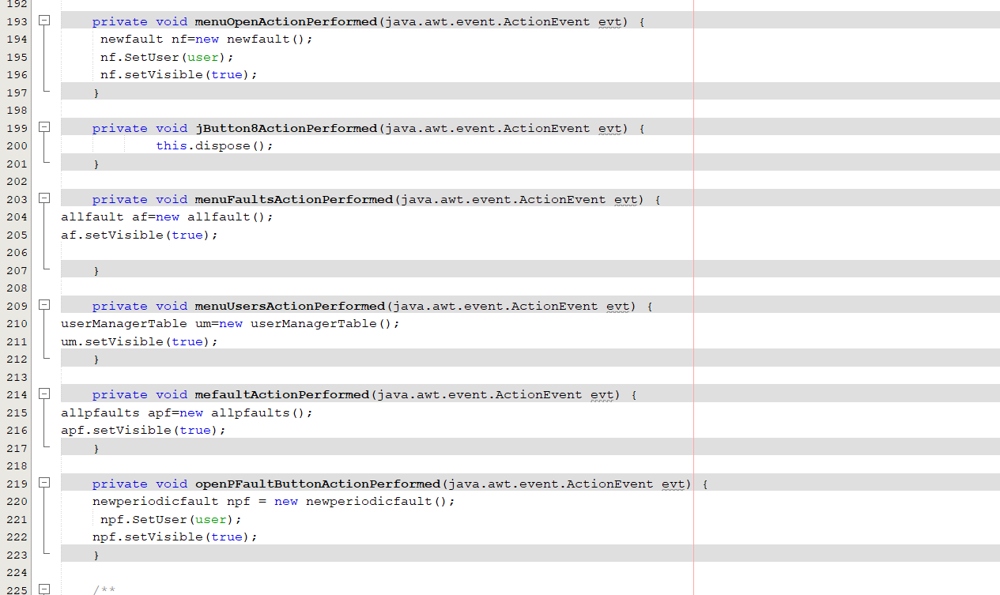 192
193 private void menuOpenActionPerformed(java.awt.event.ActionEvent evt) {
194 newfault nf=new newfault();
195 nf.SetUser(user);
196 nf.setVisible(true);
197 }
198
199 private void jButton8ActionPerformed(java.awt.event.ActionEvent evt) {
200 this.dispose();
201 }
202
203 private void menuFaultsActionPerformed(java.awt.event.ActionEvent evt) {
204 allfault af=new allfault();
205 af.setVisible(true);
206
207 }
208
209 private void menuUsersActionPerformed(java.awt.event.ActionEvent evt) {
210 userManagerTable um=new userManagerTable();
211 um.setVisible(true);
212 }
213
214 private void mefaultActionPerformed(java.awt.event.ActionEvent evt) {
215 allpfaults apf=new allpfaults();
216 apf.setVisible(true);
217 }
218
219 private void openPFaultButtonActionPerformed(java.awt.event.ActionEvent evt) {
220 newperiodicfault npf = new newperiodicfault();
221 npf.SetUser(user);
222 npf.setVisible(true);
223 }
224
225 /**